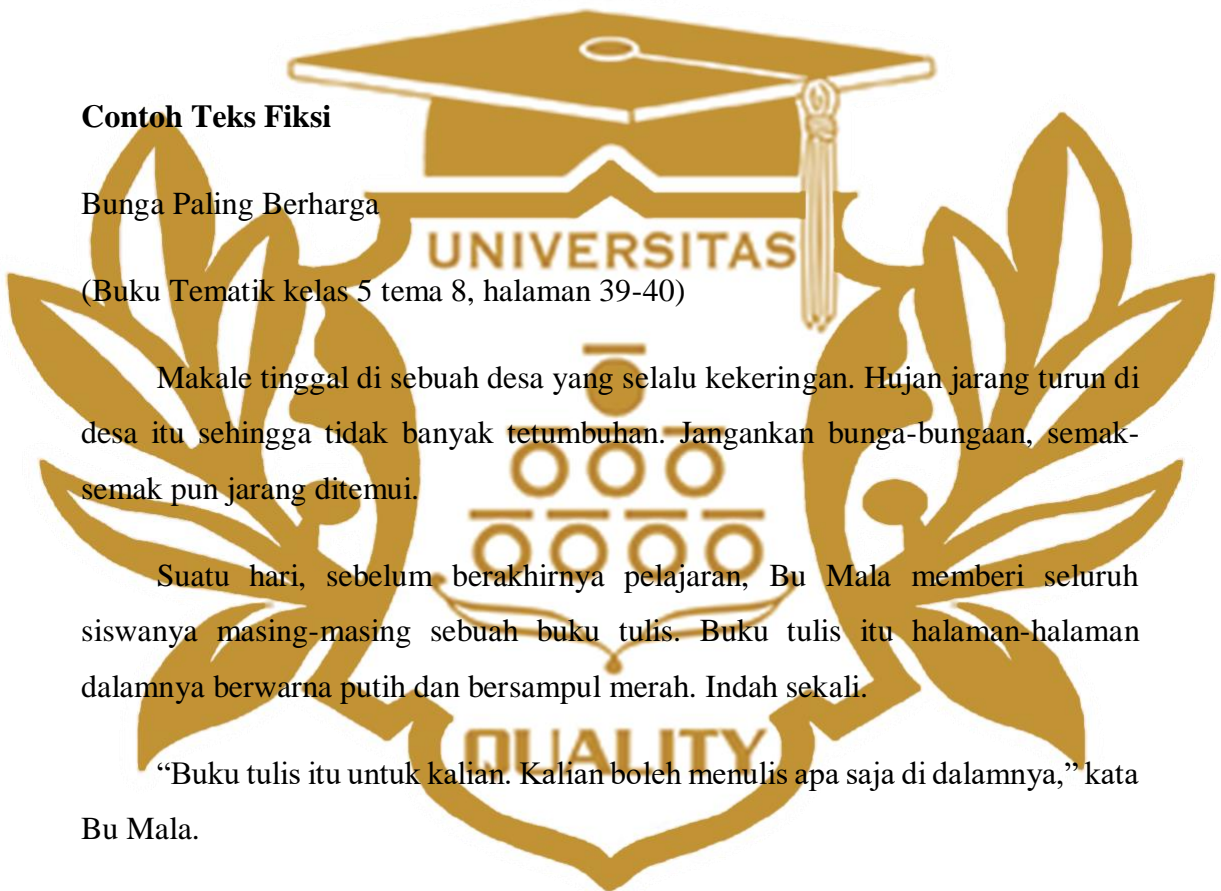 Contoh Teks Fiksi
Bunga Paling Berharga
UNIVERSITAS
(Buku Tematik kelas 5 tema 8, halaman 39-40)
Makale tinggal di sebuah desa yang selalu kekeringan. Hujan jarang turun di
desa itu sehingga tidak banyak tetumbuhan. Jangankan bunga-bungaan, semak-
semak pun jarang ditemui.
Suatu hari, sebelum berakhirnya pelajaran, Bu Mala memberi seluruh
siswanya masing-masing sebuah buku tulis. Buku tulis itu halaman-halaman
dalamnya berwarna putih dan bersampul merah. Indah sekali.
QUALITY
“Buku tulis itu untuk kalian. Kalian boleh menulis apa saja di dalamnya,” kata
Bu Mala.